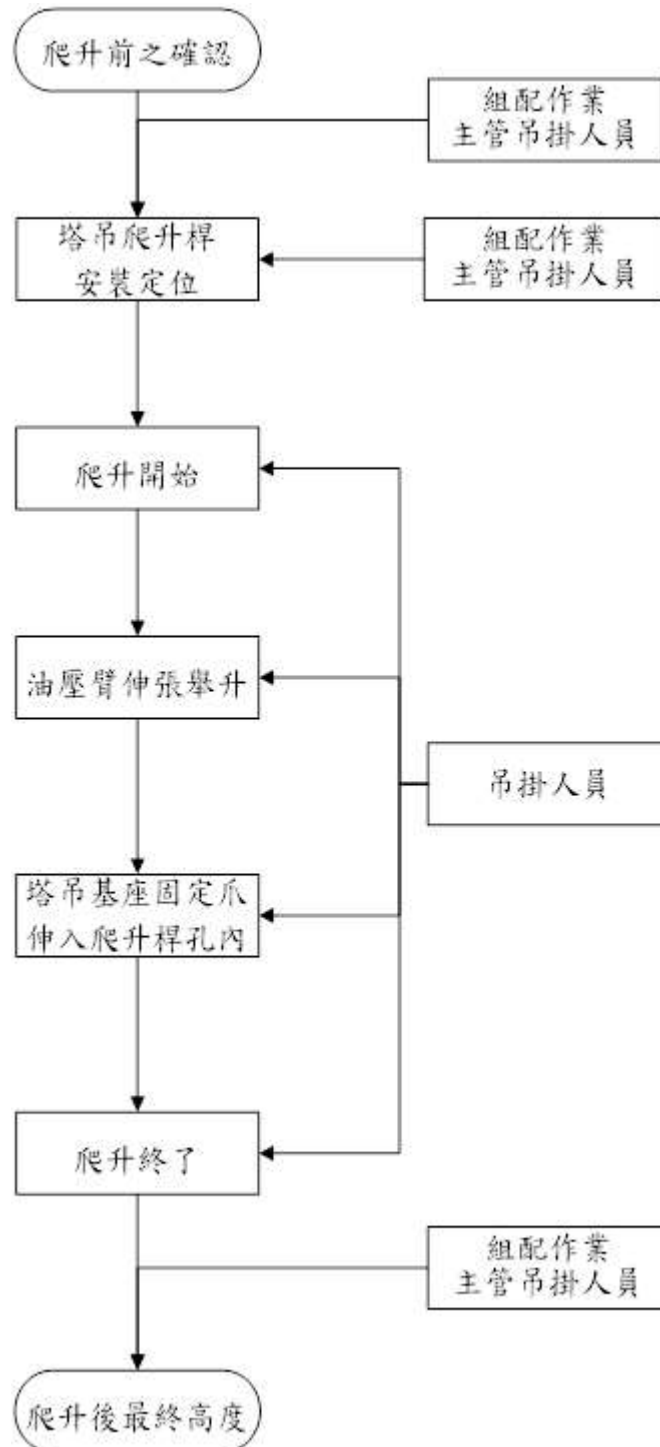 爬升前之確認
組配作業
主管吊掛人員
塔吊爬升桿
安裝定位
組配作業
主管吊掛人員
爬升開始
油壓臂伸張舉升
吊掛人員
塔吊基座固定爪
伸入爬升桿孔內
爬升終了
組配作業
主管吊掛人員
爬升後最終高度